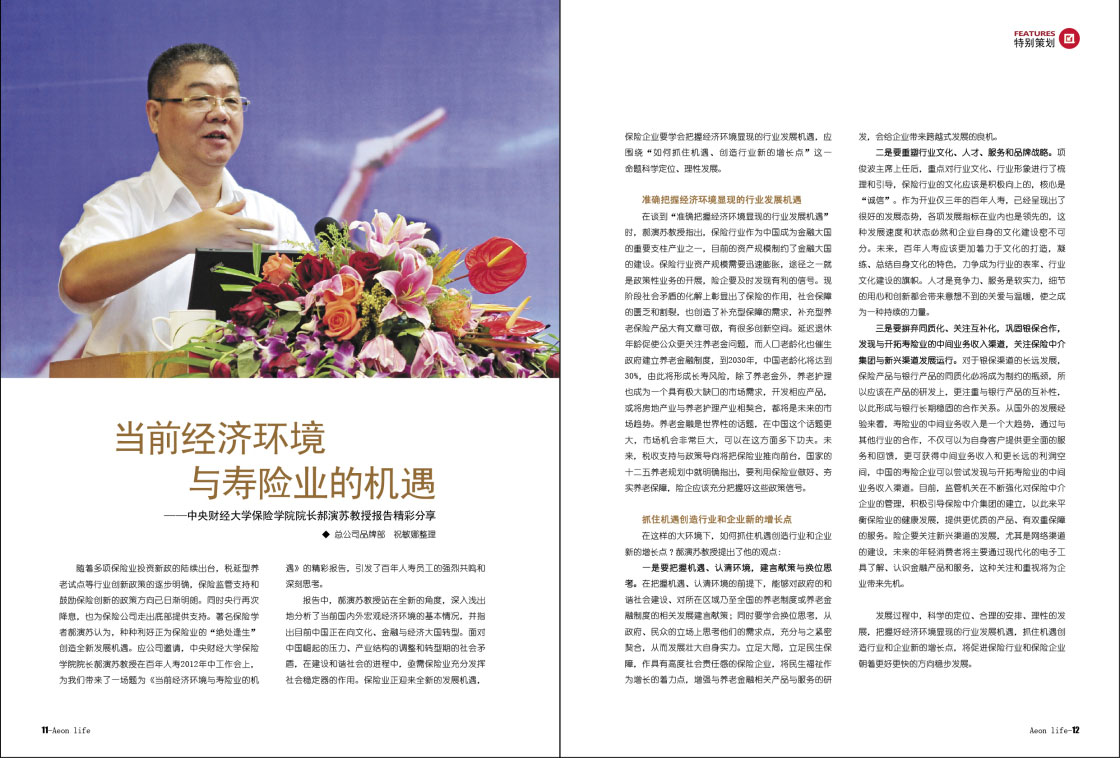 当前经济环境
与寿险业的机遇
——中央财经大学保险学院院长郝演苏教授报告精彩分享
◆ 总公司品牌部 祝敏娜整理
随着多项保险业投资新政的陆续出台，税延型养
老试点等行业创新政策的逐步明确，保险监管支持和
鼓励保险创新的政策方向已日渐明朗。同时央行再次
降息，也为保险公司走出底部提供支持。著名保险学
者郝演苏认为，种种利好正为保险业的“绝处逢生”
创造全新发展机遇。应公司邀请，中央财经大学保险
学院院长郝演苏教授在百年人寿2012年中工作会上，
为我们带来了一场题为《当前经济环境与寿险业的机
遇》的精彩报告，引发了百年人寿员工的强烈共鸣和
深刻思考。
报告中，郝演苏教授站在全新的角度，深入浅出
地分析了当前国内外宏观经济环境的基本情况，并指
出目前中国正在向文化、金融与经济大国转型。面对
中国崛起的压力、产业结构的调整和转型期的社会矛
盾，在建设和谐社会的进程中，亟需保险业充分发挥
社会稳定器的作用。保险业正迎来全新的发展机遇，
11-Aeon life
FEATURES
特别策划
保险企业要学会把握经济环境显现的行业发展机遇，应
围绕“如何抓住机遇、创造行业新的增长点”这一
命题科学定位、理性发展。
准确把握经济环境显现的行业发展机遇
在谈到“准确把握经济环境显现的行业发展机遇”
时，郝演苏教授指出，保险行业作为中国成为金融大国
的重要支柱产业之一，目前的资产规模制约了金融大国
的建设。保险行业资产规模需要迅速膨胀，途径之一就
是政策性业务的开展，险企要及时发现有利的信号。现
阶段社会矛盾的化解上彰显出了保险的作用，社会保障
的匮乏和割裂，也创造了补充型保障的需求，补充型养
老保险产品大有文章可做，有很多创新空间。延迟退休
年龄促使公众更关注养老金问题，而人口老龄化也催生
政府建立养老金融制度，到2030年，中国老龄化将达到
30%，由此将形成长寿风险，除了养老金外，养老护理
也成为一个具有极大缺口的市场需求，开发相应产品，
或将房地产业与养老护理产业相契合，都将是未来的市
场趋势。养老金融是世界性的话题，在中国这个话题更
大，市场机会非常巨大，可以在这方面多下功夫。未
来，税收支持与政策导向将把保险业推向前台，国家的
十二五养老规划中就明确指出，要利用保险业做好、夯
实养老保障，险企应该充分把握好这些政策信号。
抓住机遇创造行业和企业新的增长点
在这样的大环境下，如何抓住机遇创造行业和企业
新的增长点？郝演苏教授提出了他的观点：
一是要把握机遇、认清环境，建言献策与换位思
考。在把握机遇、认清环境的前提下，能够对政府的和
谐社会建设、对所在区域乃至全国的养老制度或养老金
融制度的相关发展建言献策；同时要学会换位思考，从
政府、民众的立场上思考他们的需求点，充分与之紧密
契合，从而发展壮大自身实力。立足大局，立足民生保
障，作具有高度社会责任感的保险企业，将民生福祉作
为增长的着力点，增强与养老金融相关产品与服务的研
发，会给企业带来跨越式发展的良机。
二是要重塑行业文化、人才、服务和品牌战略。项
俊波主席上任后，重点对行业文化、行业形象进行了梳
理和引导，保险行业的文化应该是积极向上的，核心是
“诚信”。作为开业仅三年的百年人寿，已经呈现出了
很好的发展态势，各项发展指标在业内也是领先的，这
种发展速度和状态必然和企业自身的文化建设密不可
分。未来，百年人寿应该更加着力于文化的打造，凝
练、总结自身文化的特色，力争成为行业的表率、行业
文化建设的旗帜。人才是竞争力、服务是软实力，细节
的用心和创新都会带来意想不到的关爱与温暖，使之成
为一种持续的力量。
三是要摒弃同质化、关注互补化，巩固银保合作，
发现与开拓寿险业的中间业务收入渠道，关注保险中介
集团与新兴渠道发展运行。对于银保渠道的长远发展，
保险产品与银行产品的同质化必将成为制约的瓶颈，所
以应该在产品的研发上，更注重与银行产品的互补性，
以此形成与银行长期稳固的合作关系。从国外的发展经
验来看，寿险业的中间业务收入是一个大趋势，通过与
其他行业的合作，不仅可以为自身客户提供更全面的服
务和回馈，更可获得中间业务收入和更长远的利润空
间，中国的寿险企业可以尝试发现与开拓寿险业的中间
业务收入渠道。目前，监管机关在不断强化对保险中介
企业的管理，积极引导保险中介集团的建立，以此来平
衡保险业的健康发展，提供更优质的产品、有双重保障
的服务。险企要关注新兴渠道的发展，尤其是网络渠道
的建设，未来的年轻消费者将主要通过现代化的电子工
具了解、认识金融产品和服务，这种关注和重视将为企
业带来先机。
发展过程中，科学的定位、合理的安排、理性的发
展，把握好经济环境显现的行业发展机遇，抓住机遇创
造行业和企业新的增长点，将促进保险行业和保险企业
朝着更好更快的方向稳步发展。
Aeon life-12